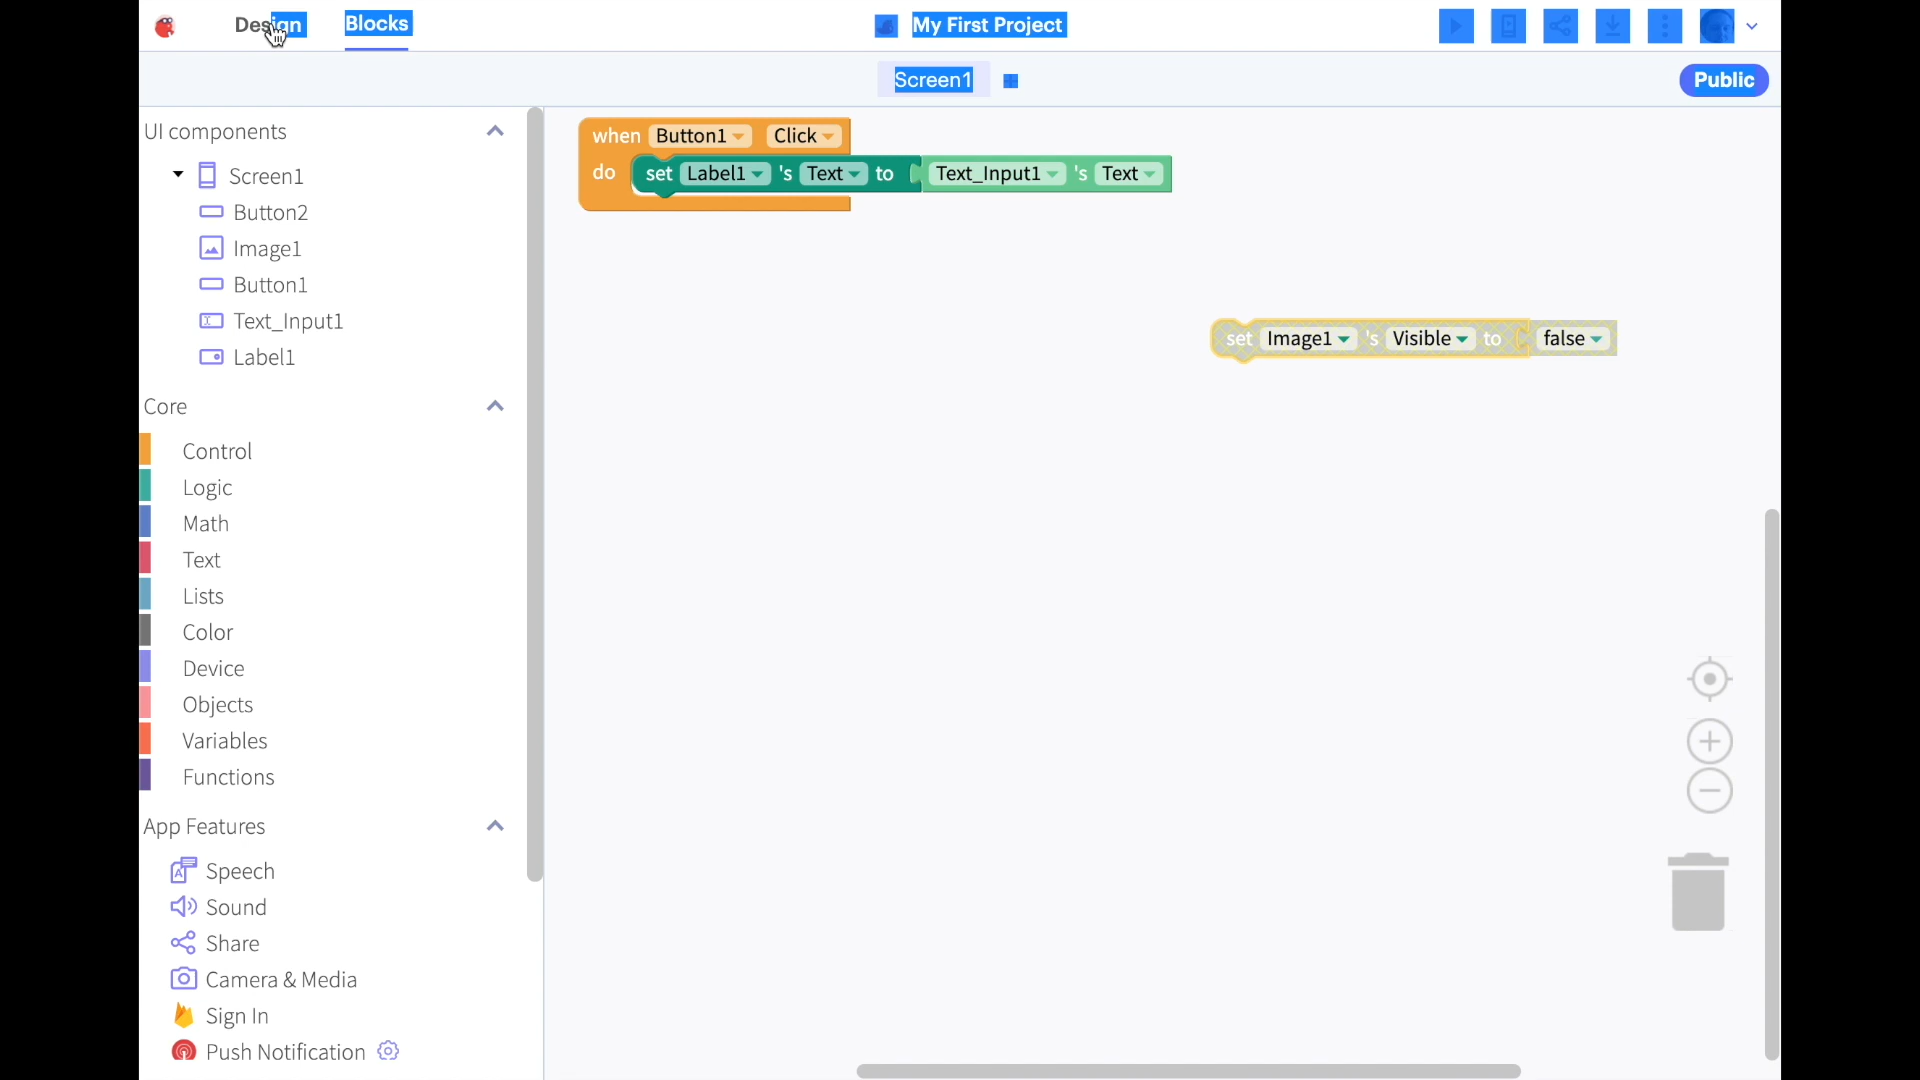 Design Blocks My First Project
Screen1 Public
UI components
Screen1
Button2
Image1
Button1
Text_Input1
Label1
Core
Control
Logic
Math
Text
Lists
Color
Device
Objects
Variables
Functions
App Features
Speech
Sound
Share
Camera & Media
Sign In
Push Notification
when Button1 Click
do set Label1 's Text to Text_Input1 's Text
set Image1 's Visible to false